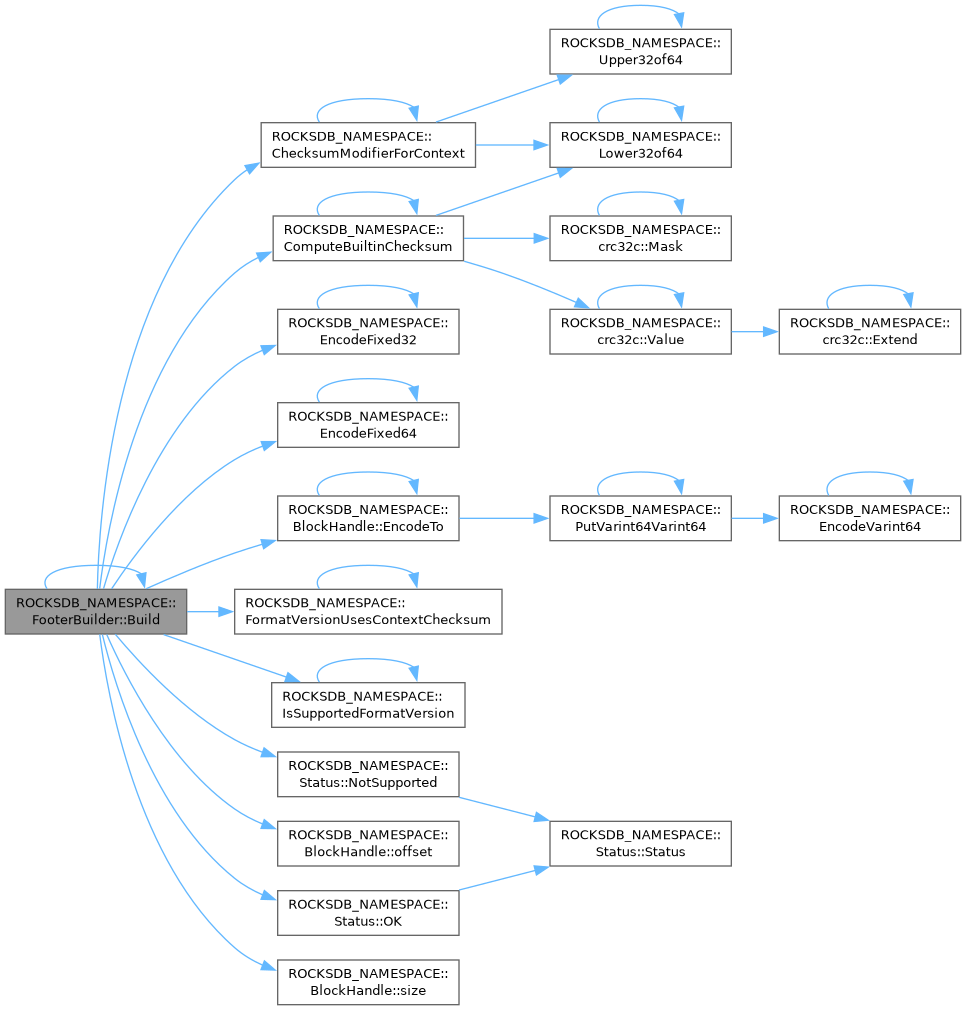 ROCKSDB_NAMESPACE::
Upper32of64
ROCKSDB_NAMESPACE::
ChecksumModifierForContext
ROCKSDB_NAMESPACE::
Lower32of64
ROCKSDB_NAMESPACE::
ComputeBuiltinChecksum
ROCKSDB_NAMESPACE::
crc32c::Mask
ROCKSDB_NAMESPACE::
EncodeFixed32
ROCKSDB_NAMESPACE::
crc32c::Value
ROCKSDB_NAMESPACE::
crc32c::Extend
ROCKSDB_NAMESPACE::
EncodeFixed64
ROCKSDB_NAMESPACE::
BlockHandle::EncodeTo
ROCKSDB_NAMESPACE::
PutVarint64Varint64
ROCKSDB_NAMESPACE::
EncodeVarint64
ROCKSDB_NAMESPACE::
FooterBuilder::Build
ROCKSDB_NAMESPACE::
FormatVersionUsesContextChecksum
ROCKSDB_NAMESPACE::
IsSupportedFormatVersion
ROCKSDB_NAMESPACE::
Status::NotSupported
ROCKSDB_NAMESPACE::
BlockHandle::offset
ROCKSDB_NAMESPACE::
Status::Status
ROCKSDB_NAMESPACE::
Status::OK
ROCKSDB_NAMESPACE::
BlockHandle::size